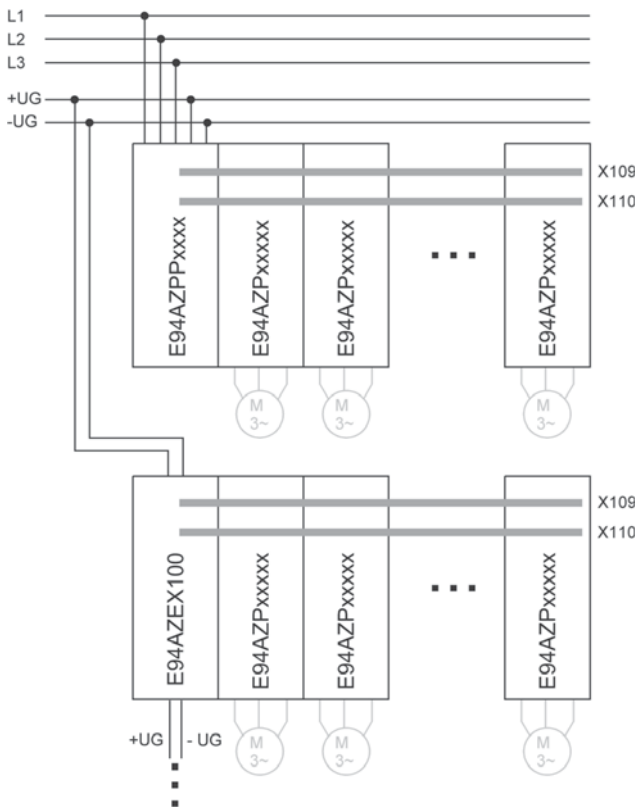 L1
L2
L3
+UG
-UG
X109
X110
E94AZPPxxxx
E94AZPxxxxx
E94AZPxxxxx
E94AZPxxxxx
M
3~
M
3~
M
3~
X109
X110
E94AZEX100
E94AZPxxxxx
E94AZPxxxxx
E94AZPxxxxx
+UG
- UG
M
3~
M
3~
M
3~